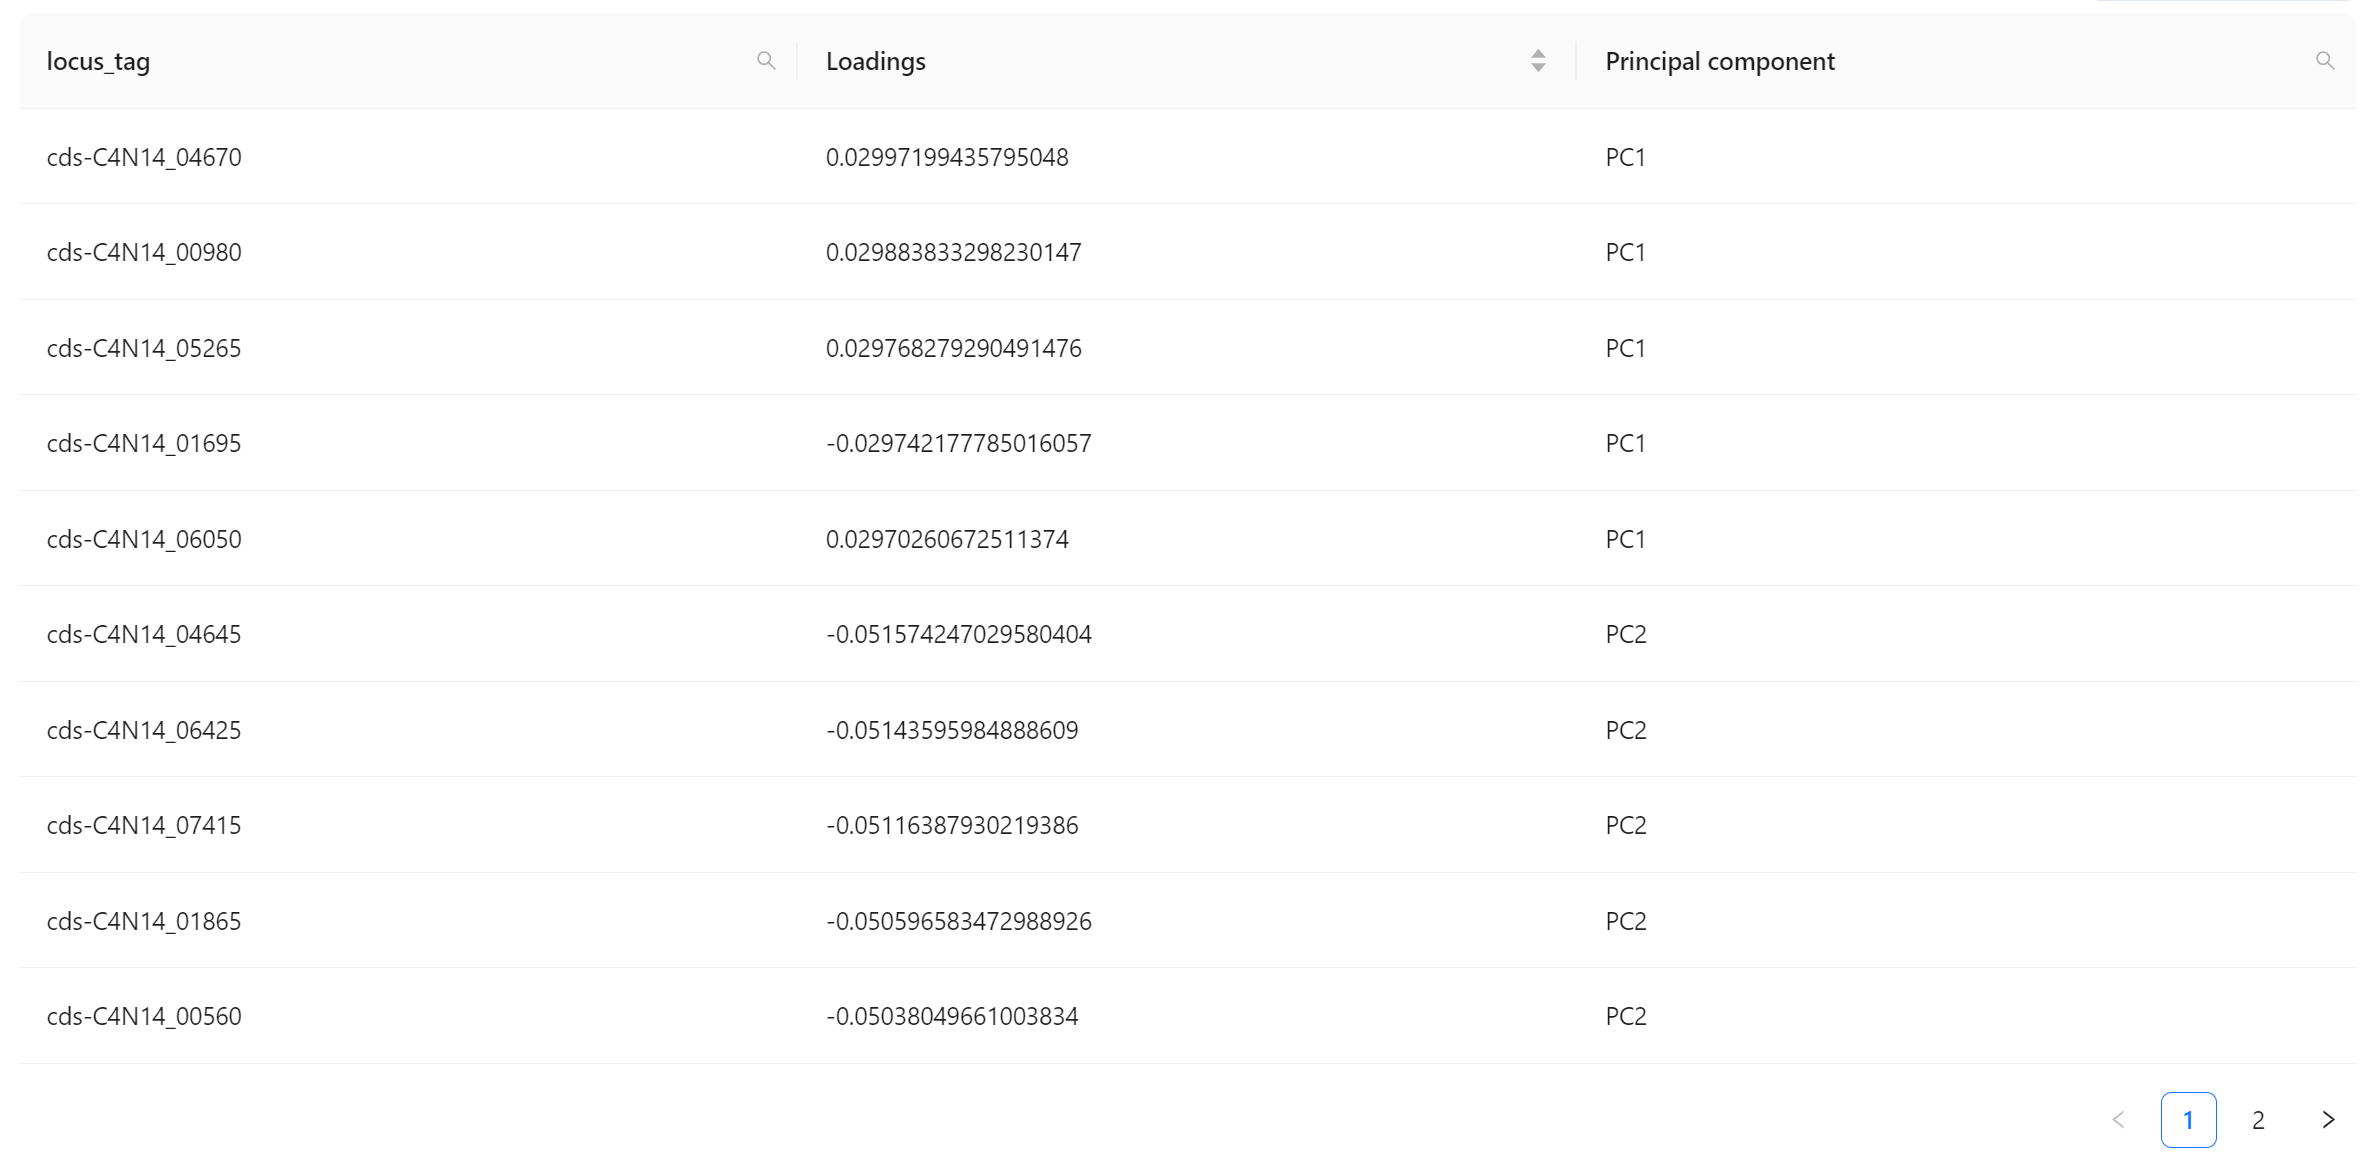 locus_tag Loadings Principal component
cds-C4N14_04670 0.02997199435795048 PC1
cds-C4N14_00980 0.029883833298230147 PC1
cds-C4N14_05265 0.029768279290491476 PC1
cds-C4N14_01695 -0.029742177785016057 PC1
cds-C4N14_06050 0.02970260672511374 PC1
cds-C4N14_04645 -0.051574247029580404 PC2
cds-C4N14_06425 -0.05143595984888609 PC2
cds-C4N14_07415 -0.05116387930219386 PC2
cds-C4N14_01865 -0.050596583472988926 PC2
cds-C4N14_00560 -0.05038049661003834 PC2
< 1 2 >